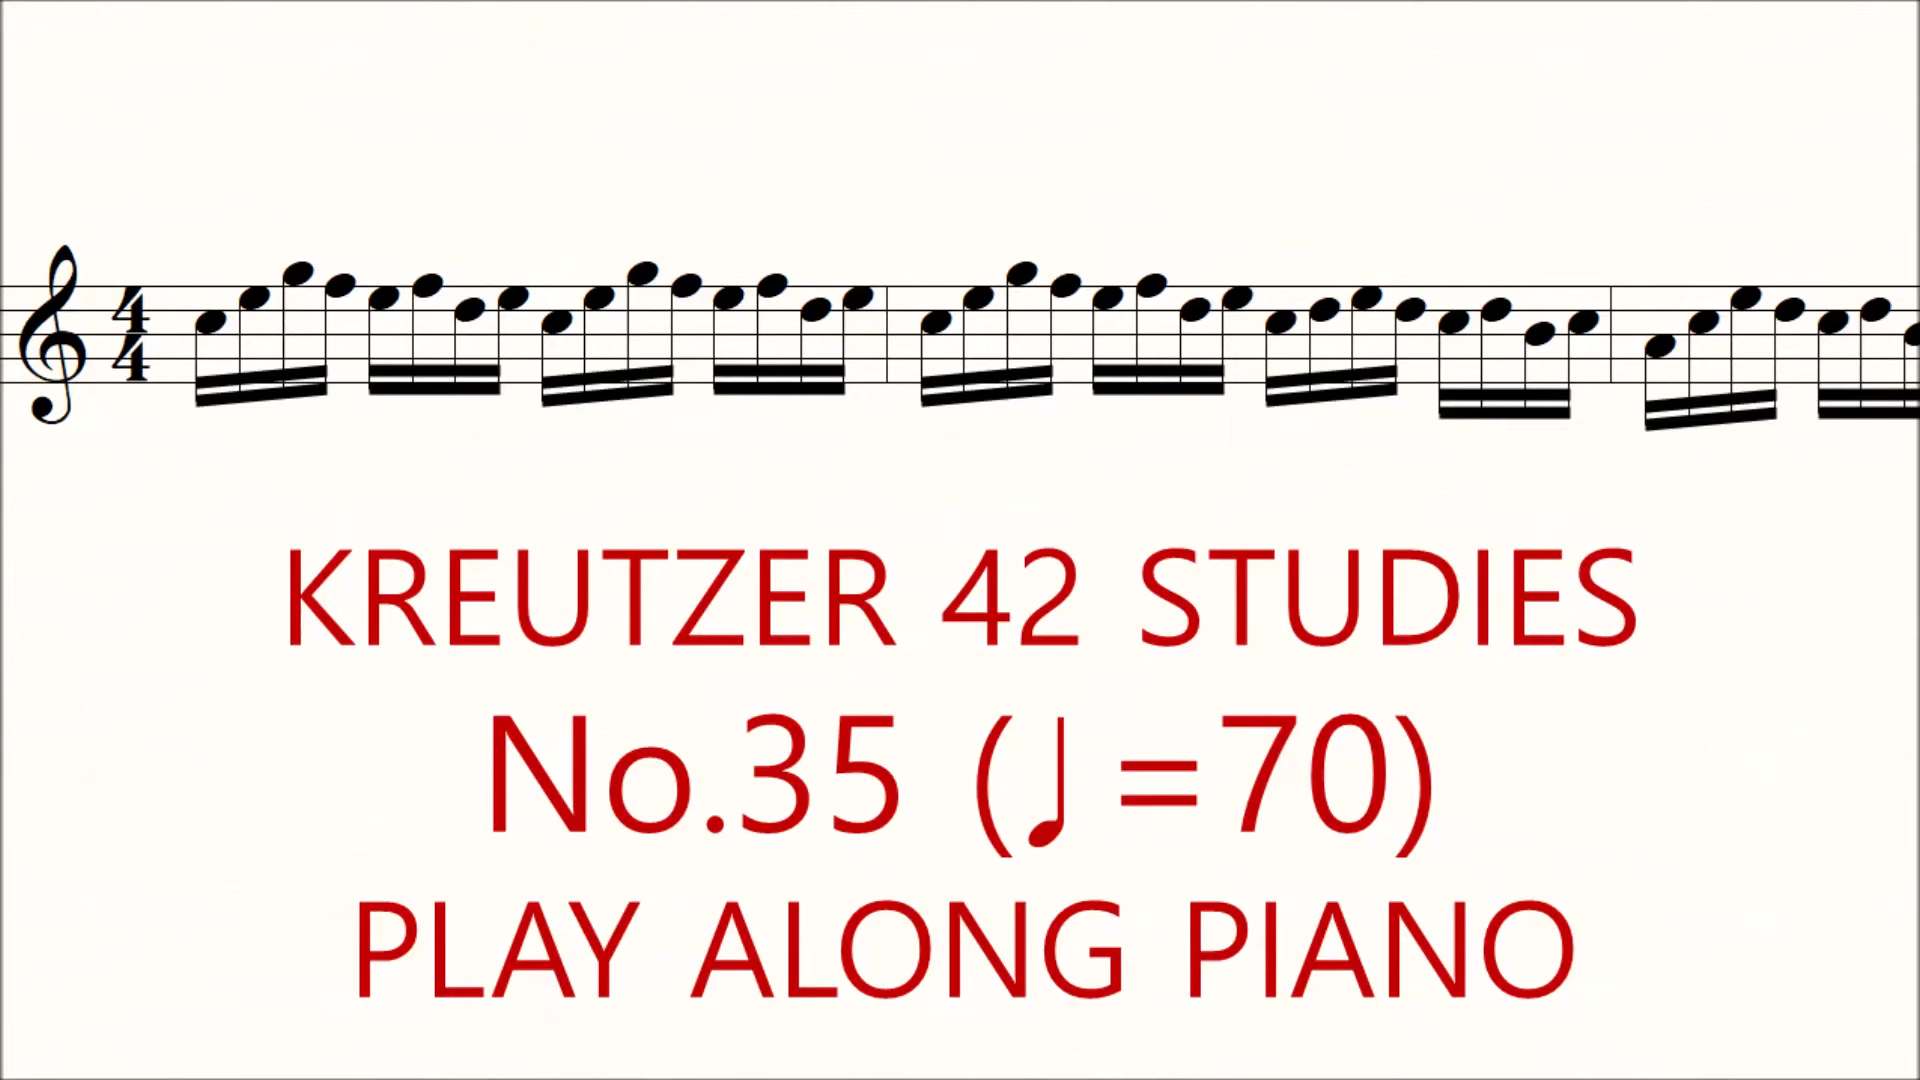 KREUTZER 42 STUDIES
No.35 (♩=70)
PLAY ALONG PIANO